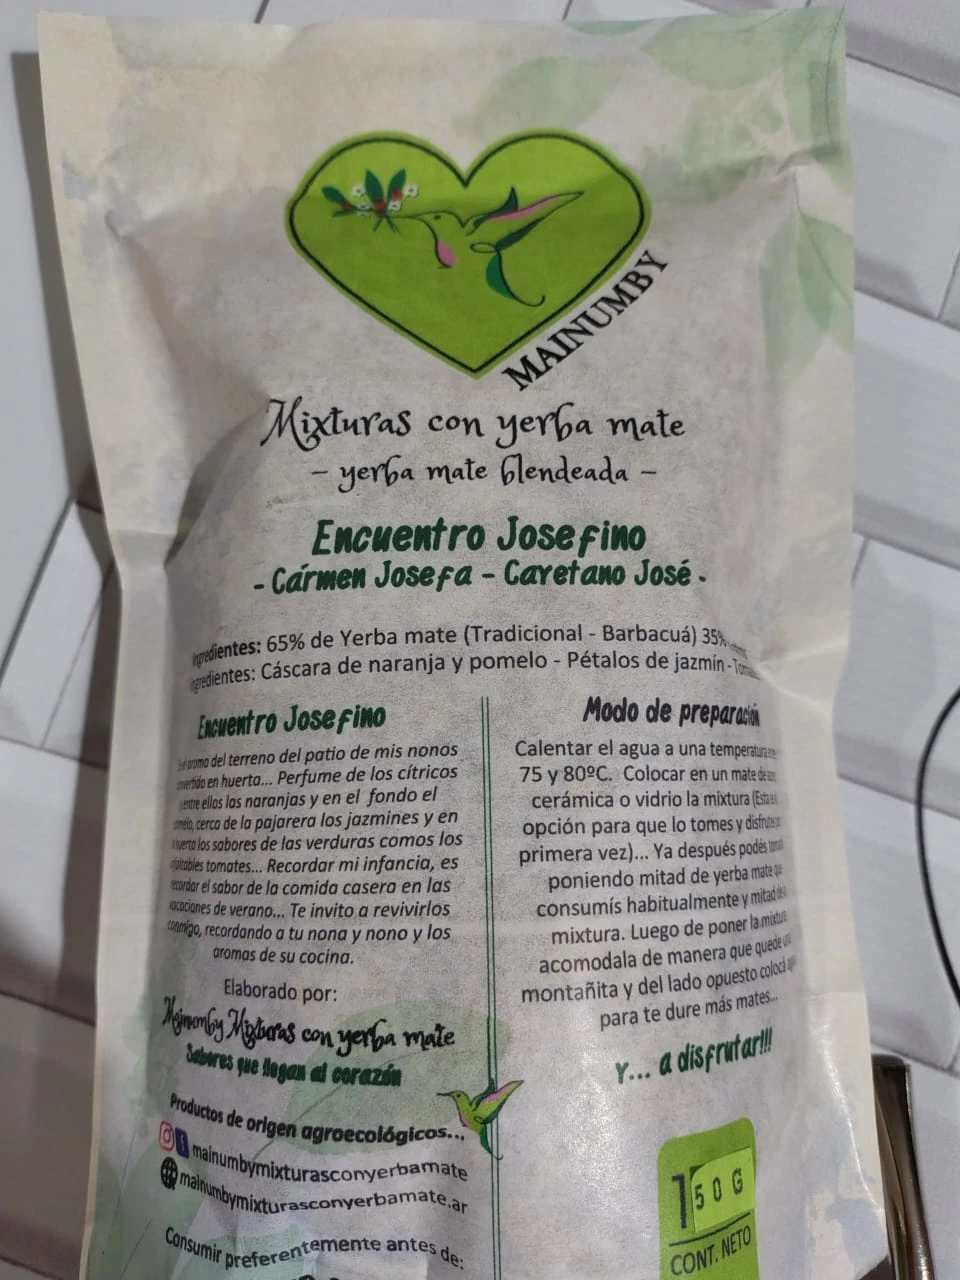 MAINUMBY
Mixturas con yerba mate
– yerba mate blendeada –
Encuentro Josefino
- Cármen Josefa - Cayetano José -
Ingredientes: 65% de Yerba mate (Tradicional - Barbacuá) 35%
Ingredientes: Cáscara de naranja y pomelo - Pétalos de jazmín -
Encuentro Josefino
aroma del terreno del patio de mis nonos
convertido en huerta... Perfume de los cítricos
y entre ellos las naranjas y en el fondo el
pomelo, cerca de la pajarera los jazmines y en
huerta los sabores de las verduras comos los
tomates... Recordar mi infancia, es
recordar el sabor de la comida casera en las
vacaciones de verano... Te invito a revivirlos
conmigo, recordando a tu nona y nono y los
aromas de su cocina.
Elaborado por:
Mainumby Mixturas con yerba mate
Sabores que llegan al corazón
Productos de origen agroecológicos...
mainumbymixturasconyerbamate
mainumbymixturasconyerbamate.ar
Consumir preferentemente antes de:
Modo de preparación
Calentar el agua a una temperatura
75 y 80ºC. Colocar en un mate de
cerámica o vidrio la mixtura (Esta
opción para que lo tomes y disfrutes
primera vez)... Ya después podés
poniendo mitad de yerba mate que
consumís habitualmente y mitad de
mixtura. Luego de poner la mixtura
acomodala de manera que quede
montañita y del lado opuesto colocá
para te dure más mates...
Y... a disfrutar!!!
150 G
CONT. NETO